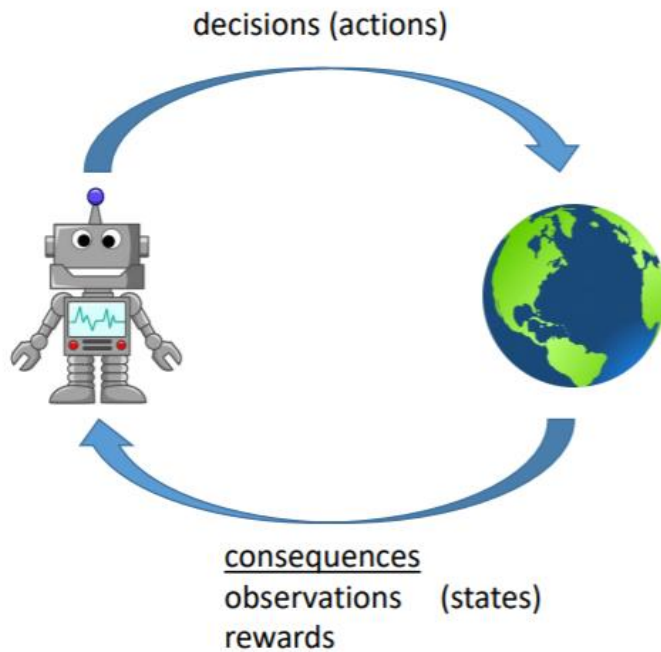 decisions (actions)
consequences
observations (states)
rewards